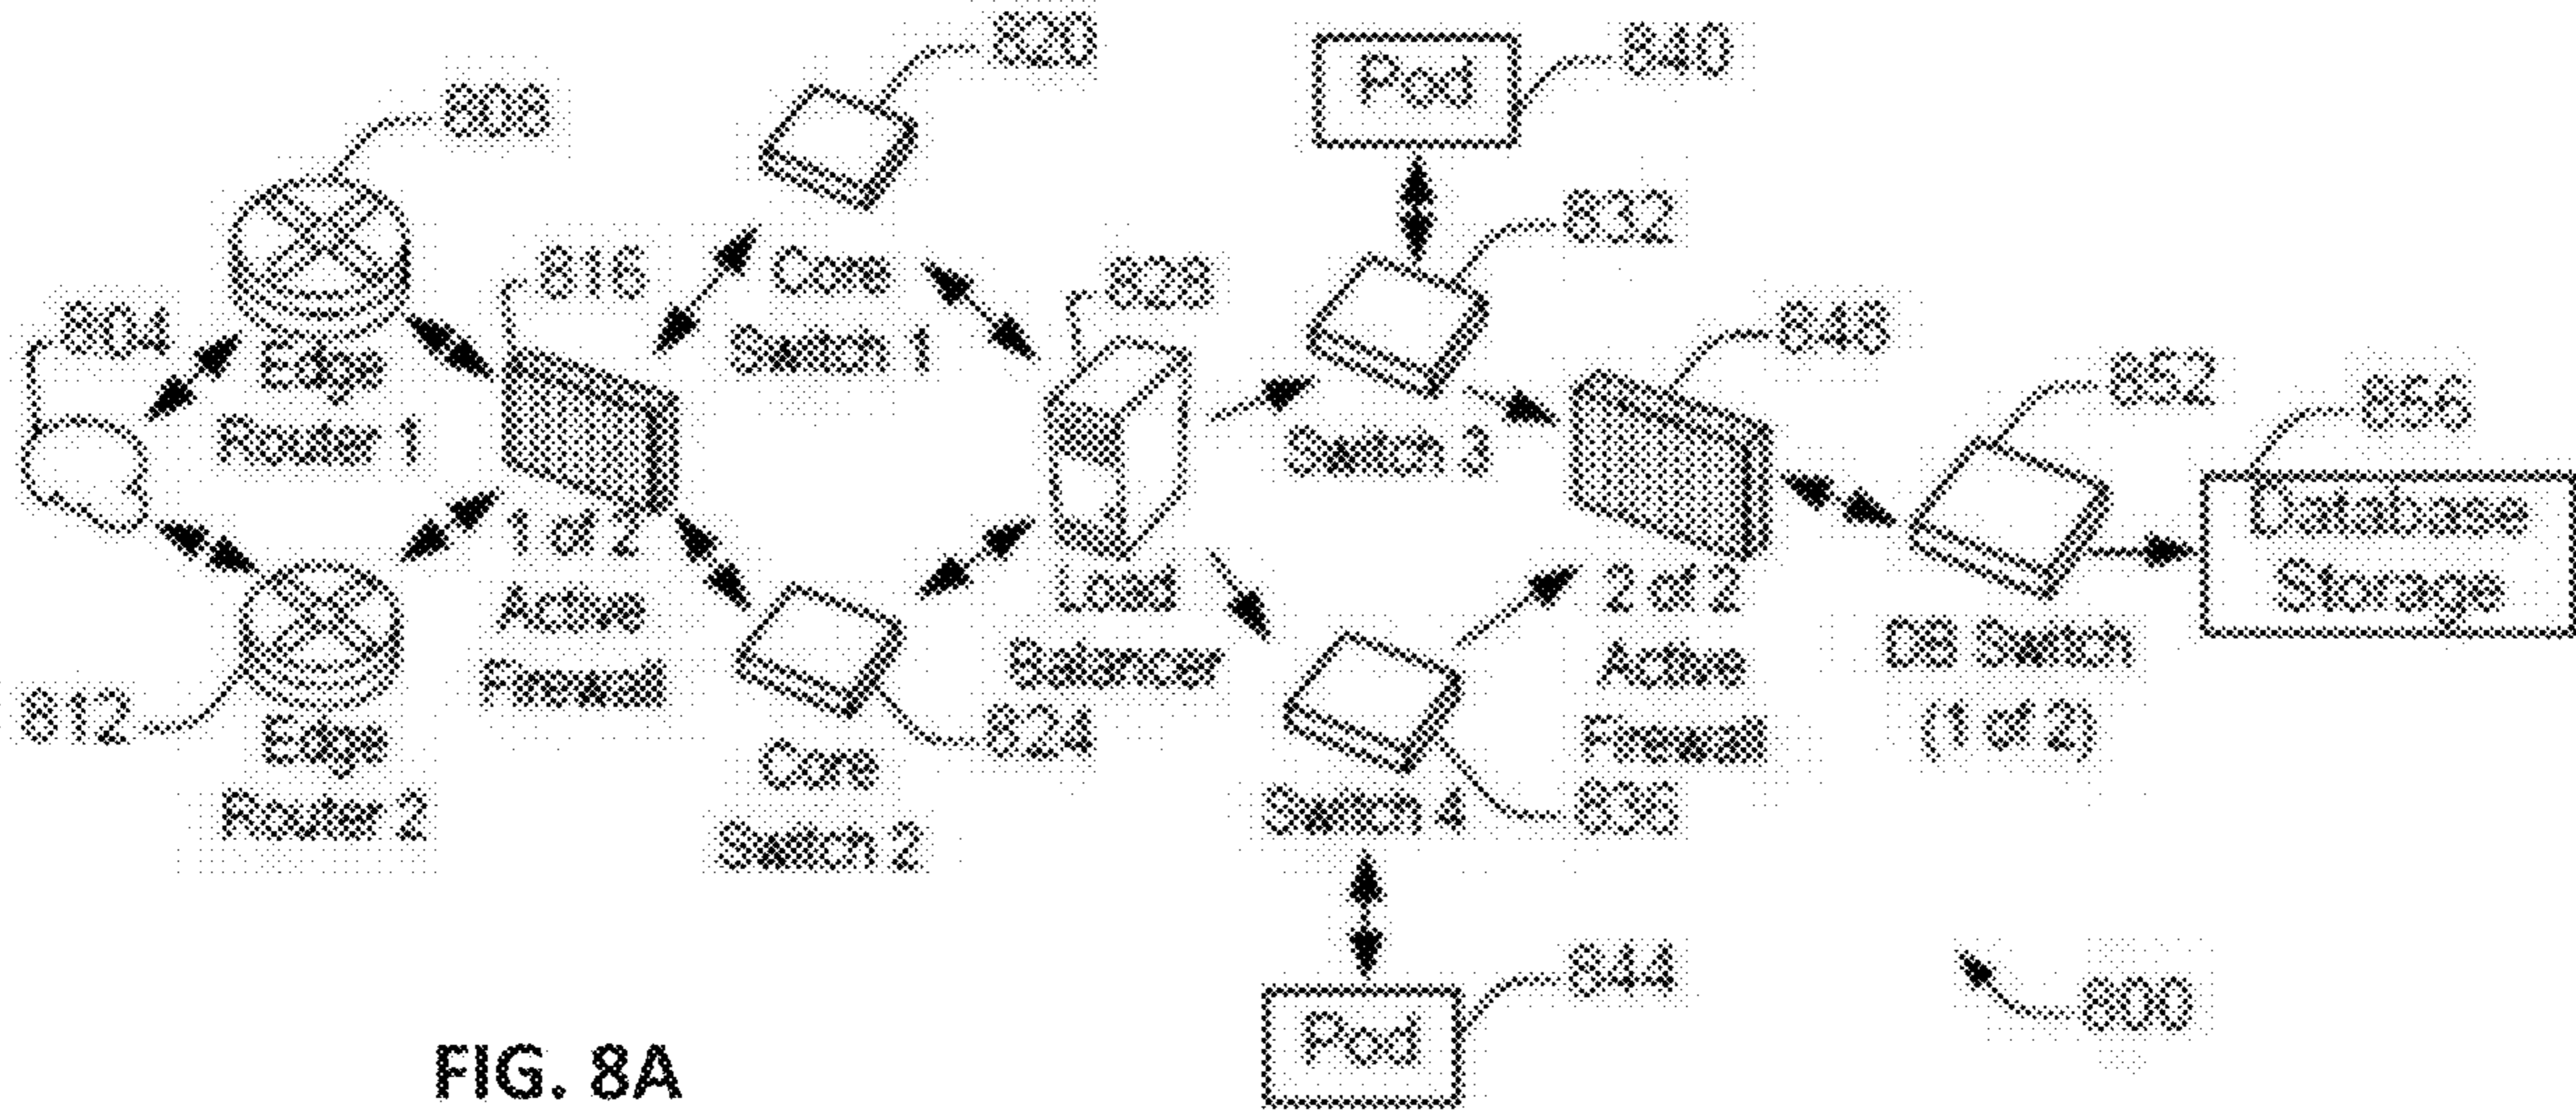 820
840
Pod
808
832
816
Core
Switch 1
828
848
804
Edge
Router 1
Switch 3
852
856
Database
Storage
1 of 2
Active
Firewall
Load
Balancer
2 of 2
Active
Firewall
DB Switch
(1 of 2)
812
Edge
Router 2
824
Core
Switch 2
Switch 4
836
844
Pod
800
FIG. 8A